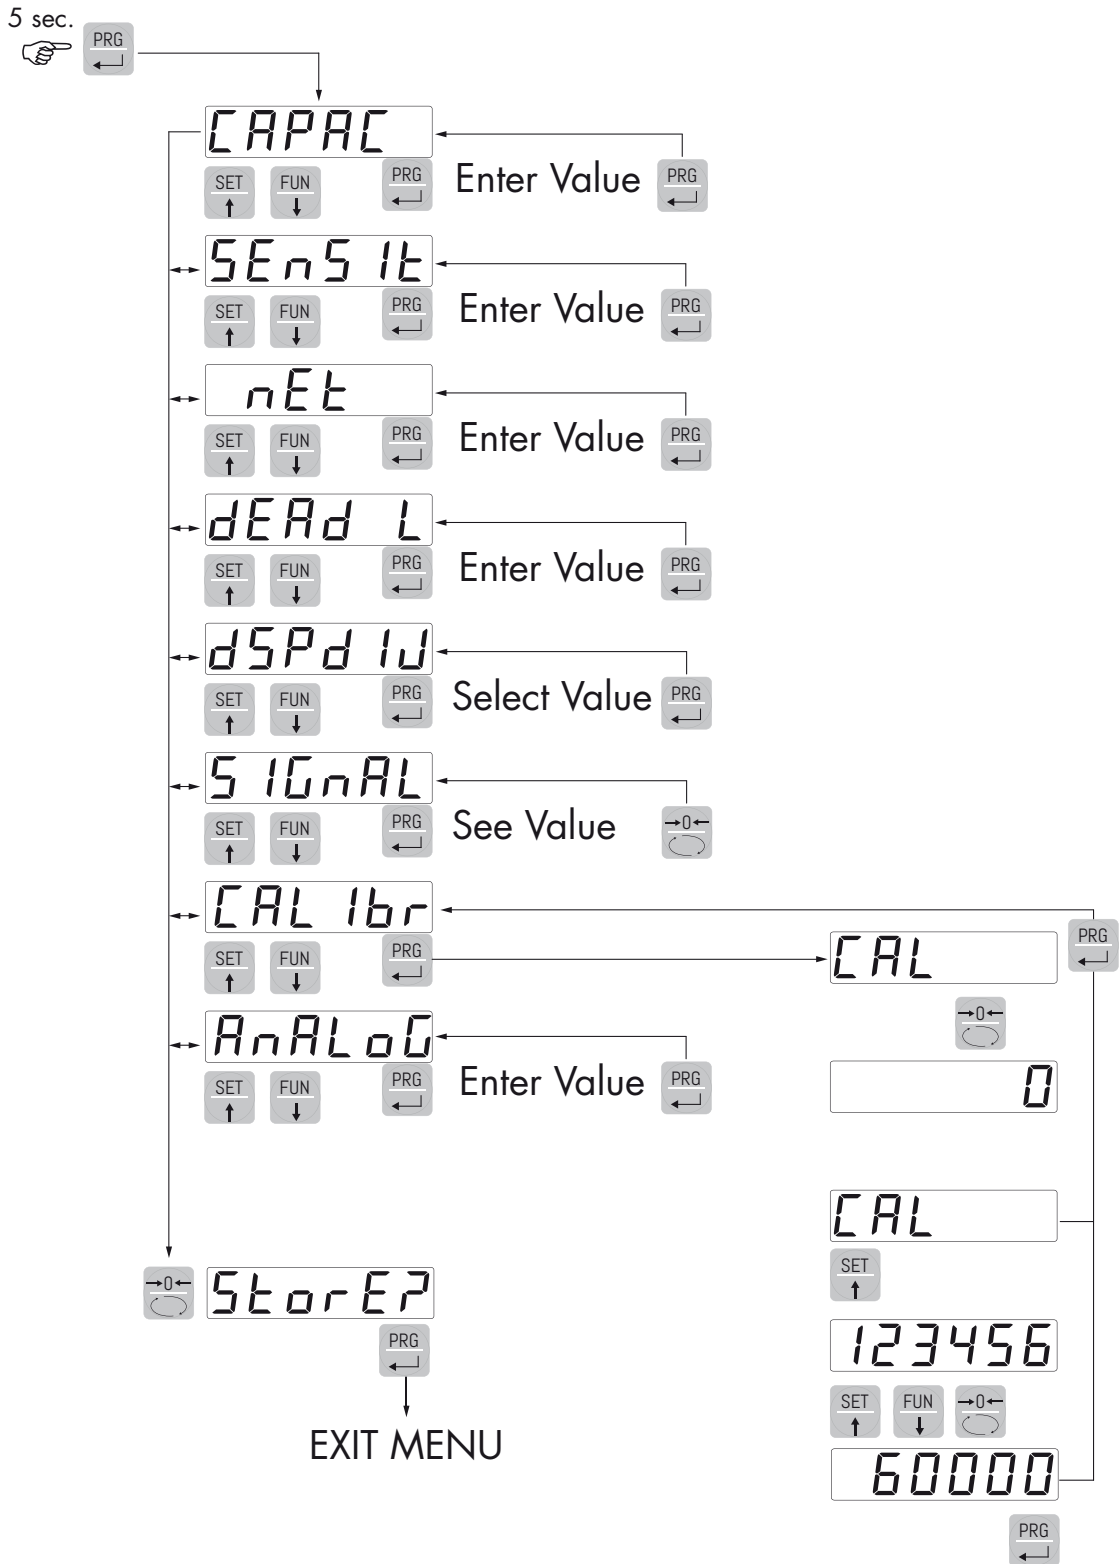 5 sec.
PRG
CAPAC
SET FUN PRG Enter Value PRG
SEnSIt
SET FUN PRG Enter Value PRG
nEt
SET FUN PRG Enter Value PRG
dEAd L
SET FUN PRG Enter Value PRG
dSPdIV
SET FUN PRG Select Value PRG
SIGnAL
SET FUN PRG See Value →0←
CALIbr
SET FUN PRG CAL PRG
→0←
AnALoG
SET FUN PRG Enter Value PRG
0
CAL
SET
→0← StorE?
PRG
123456
SET FUN →0←
EXIT MENU
60000
PRG